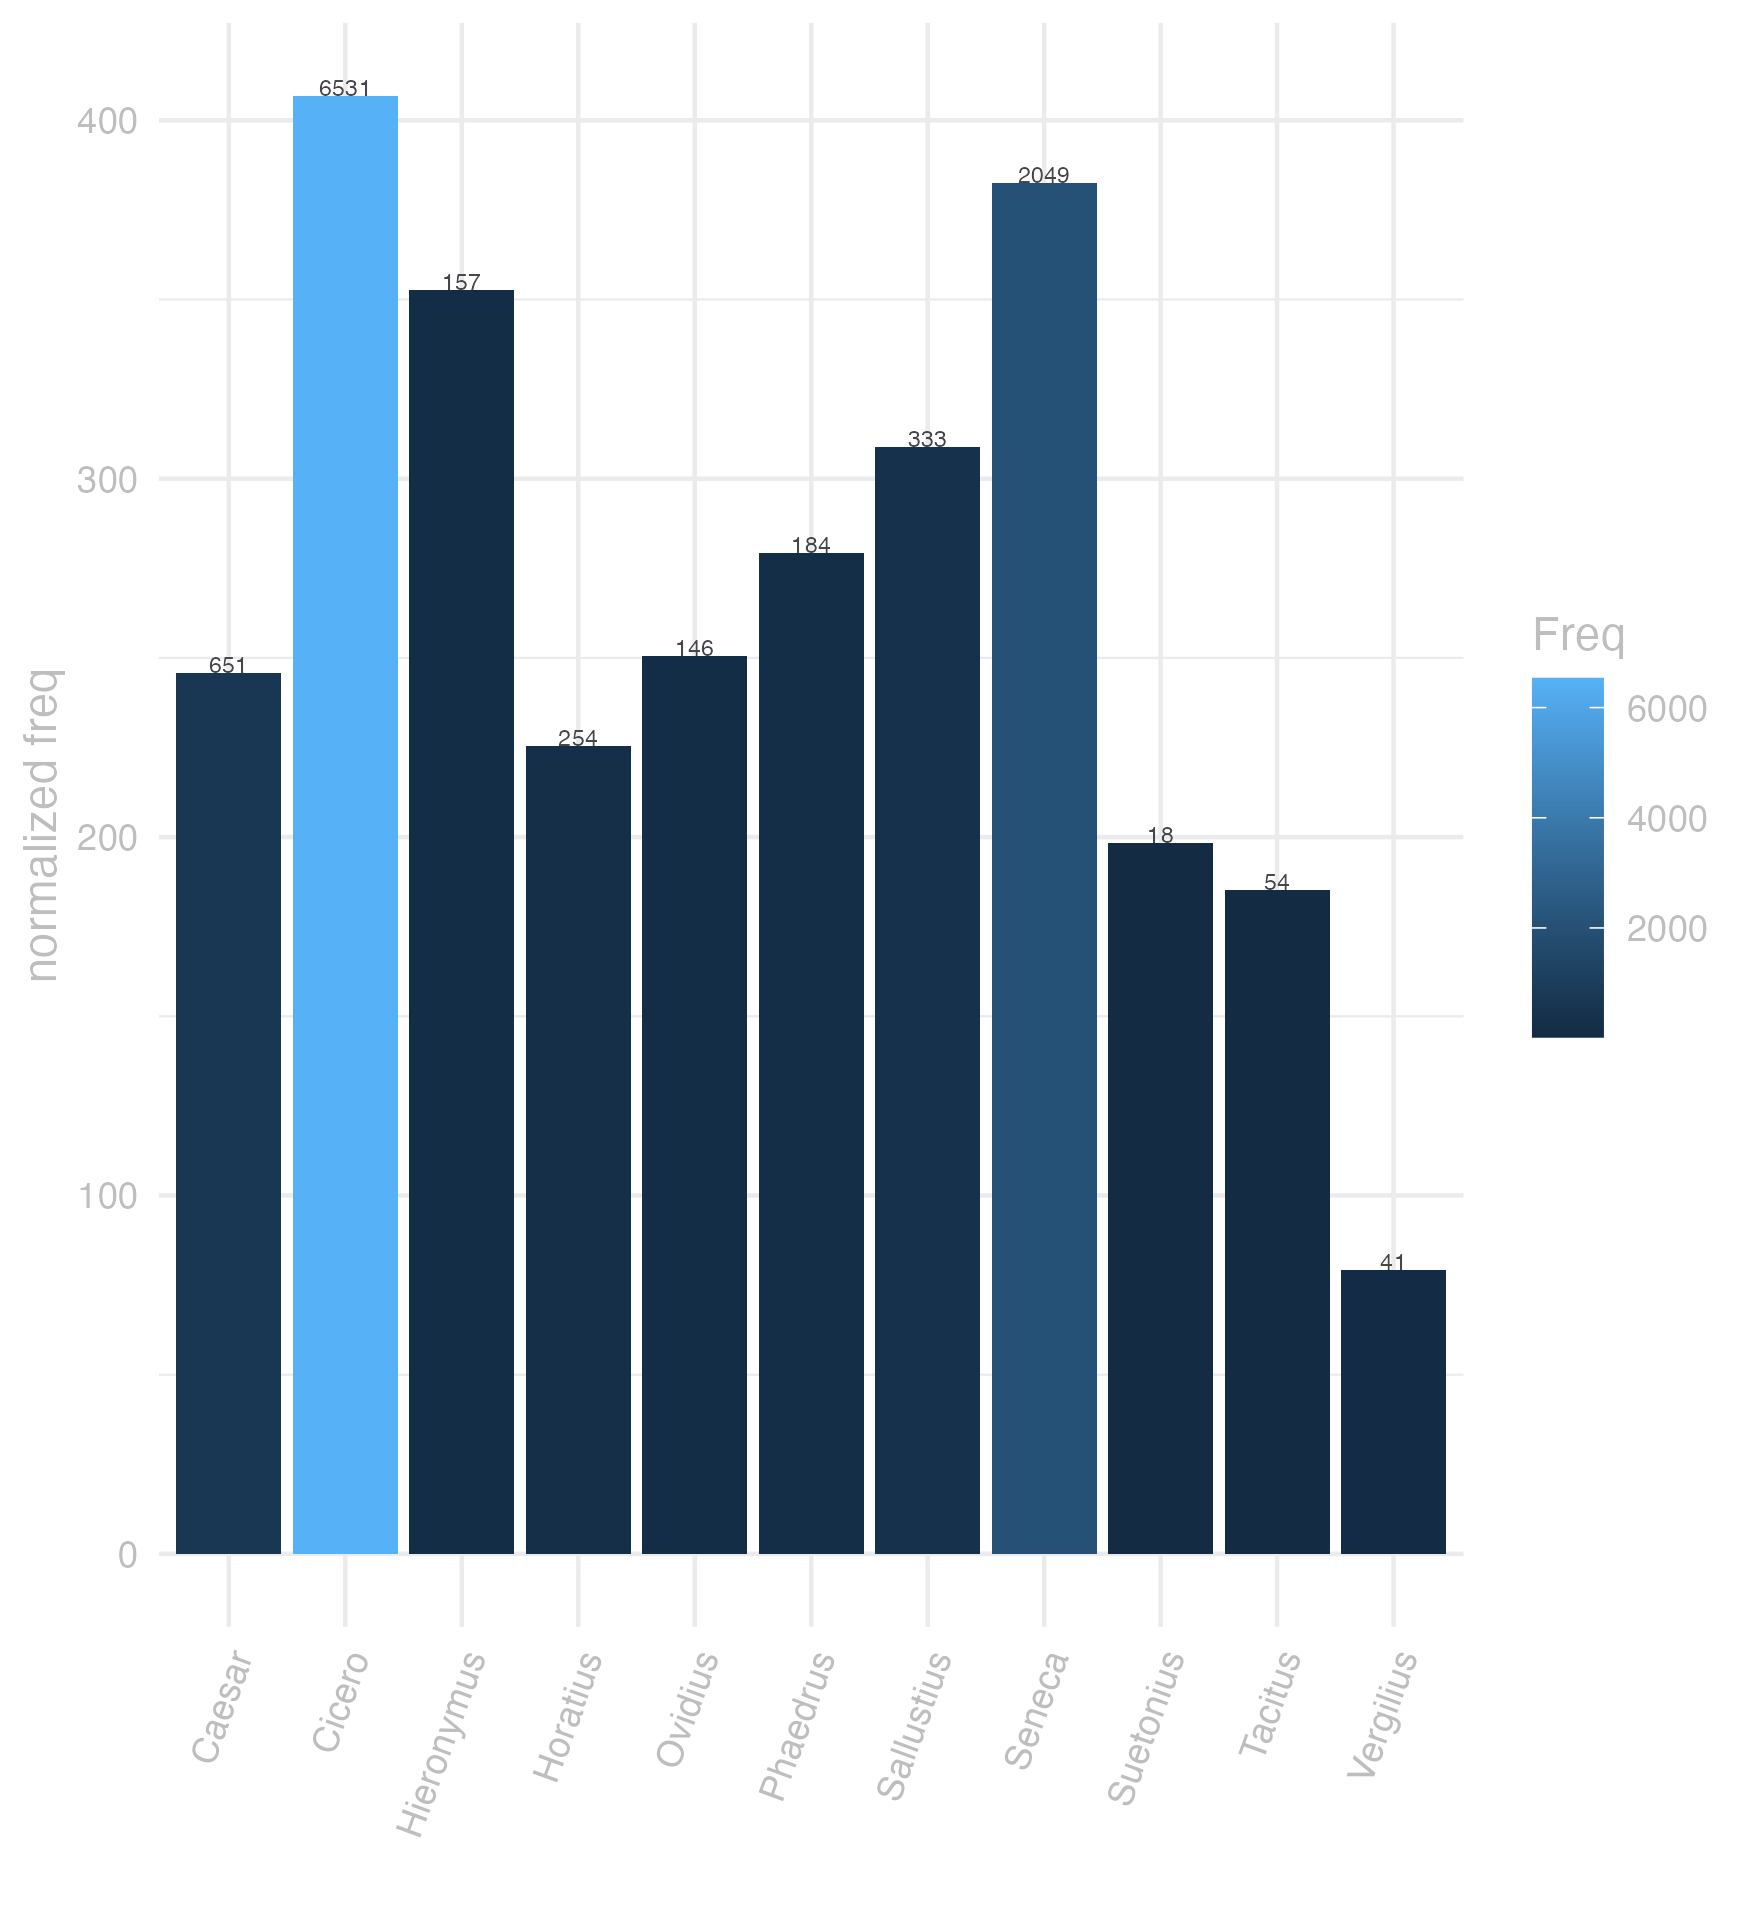 6531
400
2049
157
333
300
184
146
651
254
200
18
54
100
41
0
normalized freq
Caesar
Cicero
Hieronymus
Horatius
Ovidius
Phaedrus
Sallustius
Seneca
Suetonius
Tacitus
Vergilius
Freq
6000
4000
2000